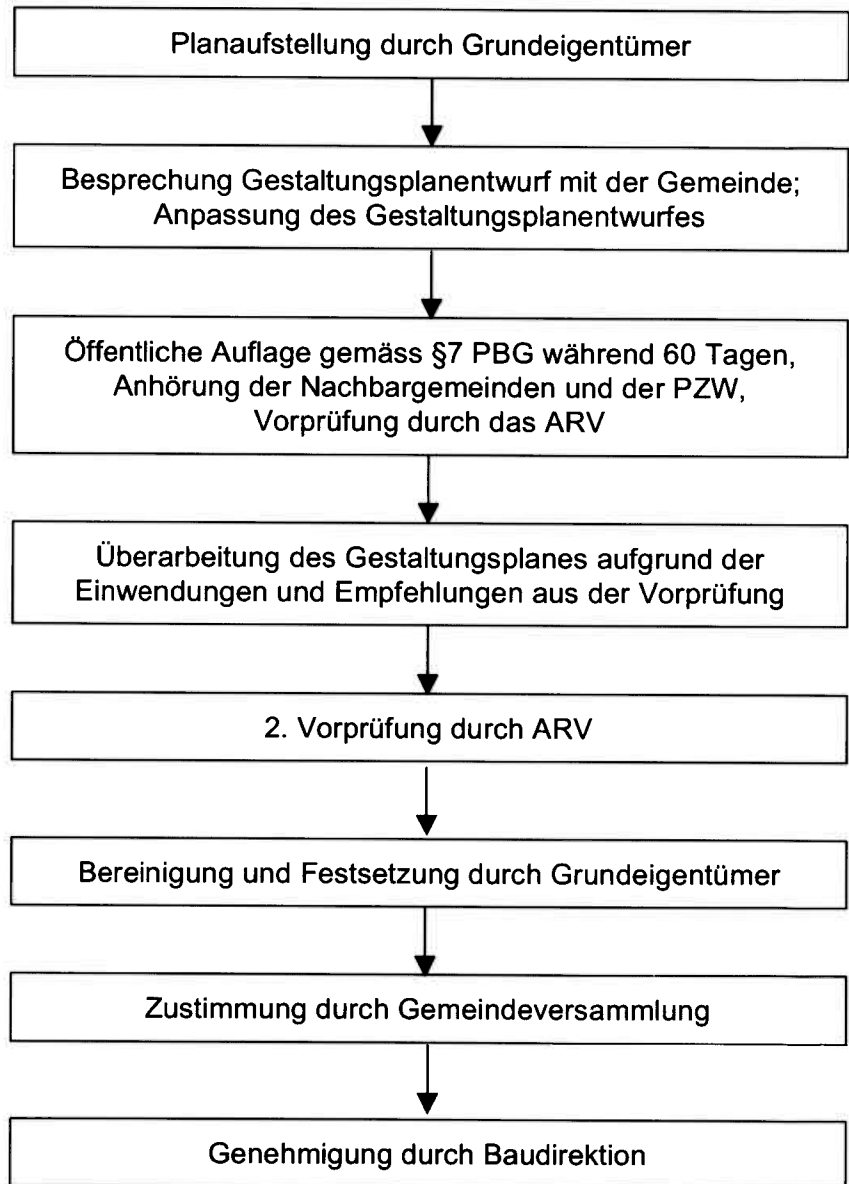 Planaufstellung durch Grundeigentümer
Besprechung Gestaltungsplanentwurf mit der Gemeinde;
Anpassung des Gestaltungsplanentwurfes
Öffentliche Auflage gemäss §7 PBG während 60 Tagen,
Anhörung der Nachbargemeinden und der PZW,
Vorprüfung durch das ARV
Überarbeitung des Gestaltungsplanes aufgrund der
Einwendungen und Empfehlungen aus der Vorprüfung
2. Vorprüfung durch ARV
Bereinigung und Festsetzung durch Grundeigentümer
Zustimmung durch Gemeindeversammlung
Genehmigung durch Baudirektion